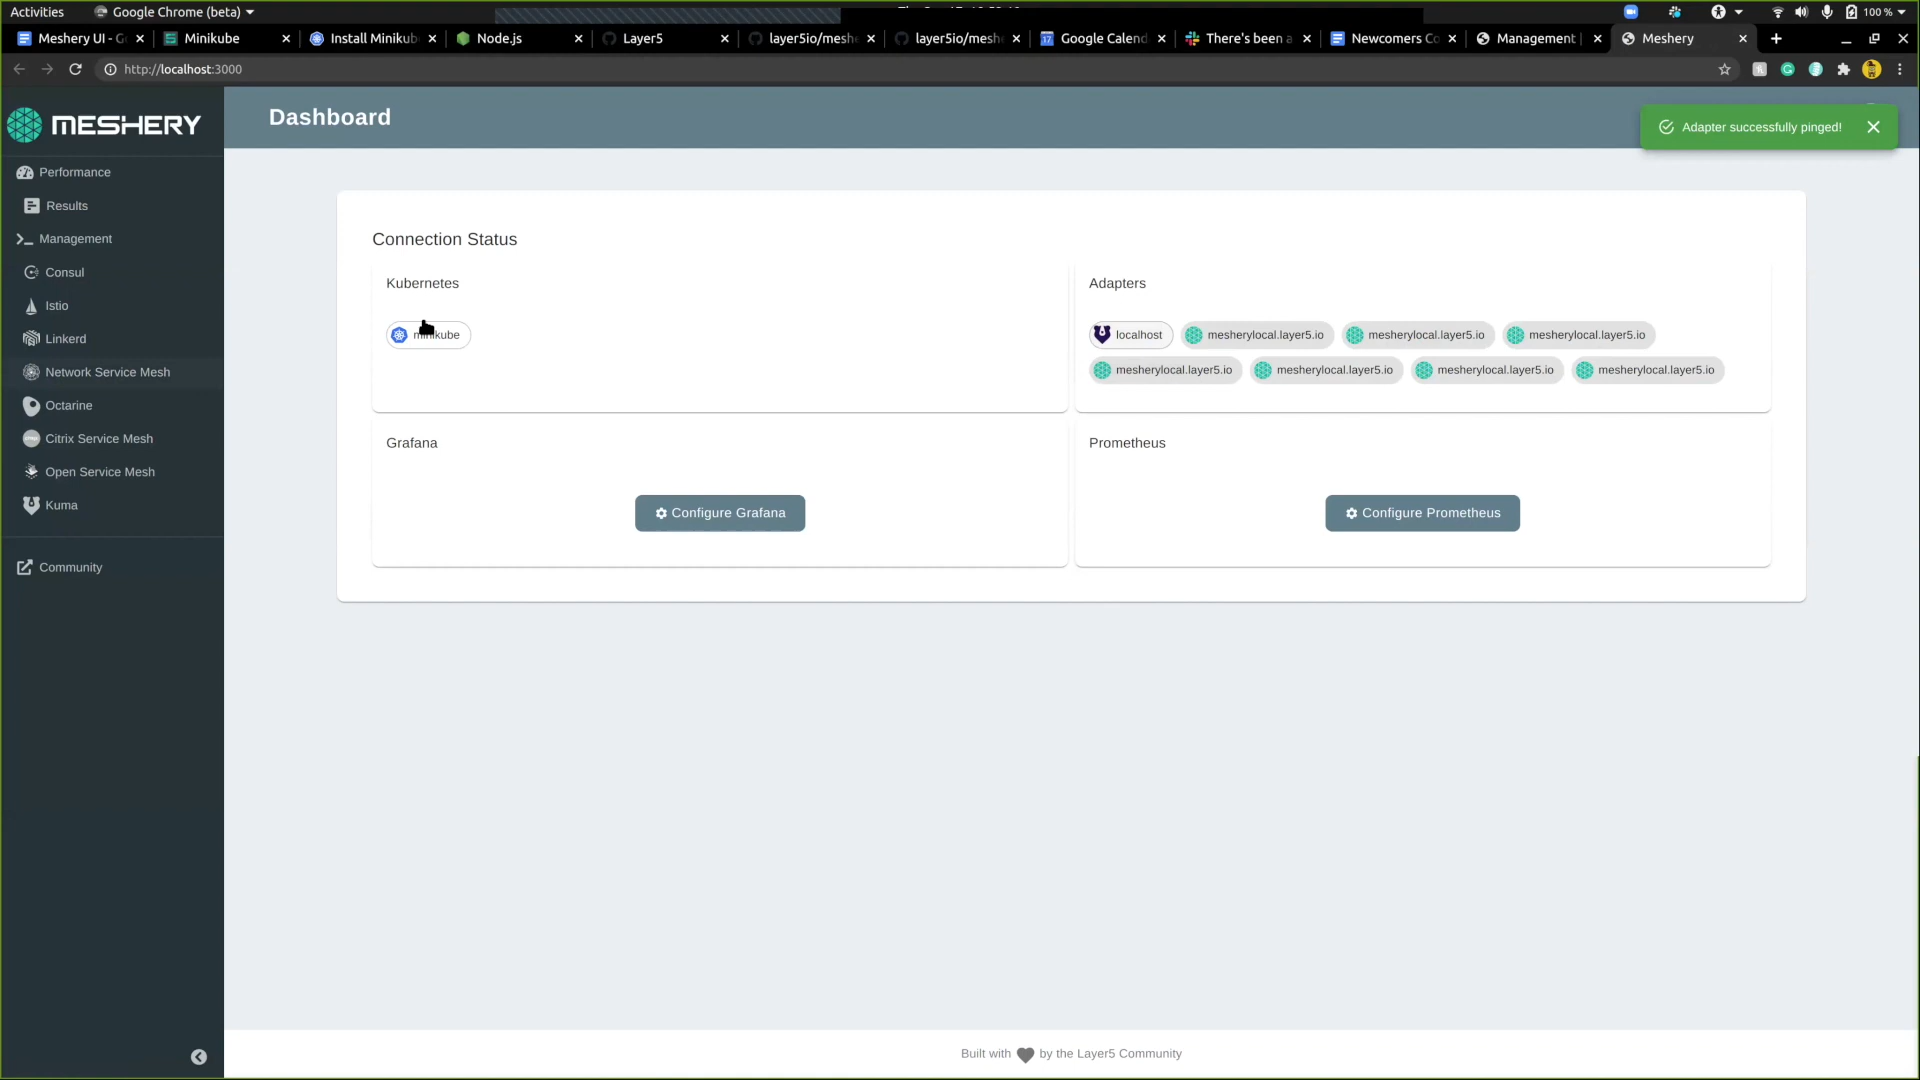 Activities Google Chrome (beta) 100 %
Meshery UI - G Minikube Install Minikub Node.js Layer5 layer5io/mesh layer5io/mesh Google Calend There's been a Newcomers Co Management | Meshery
http://localhost:3000
MESHERY
Dashboard
Adapter successfully pinged!
Performance
Results
Management
Consul
Istio
Linkerd
Network Service Mesh
Octarine
Citrix Service Mesh
Open Service Mesh
Kuma
Community
Connection Status
Kubernetes
minikube
Adapters
localhost mesherylocal.layer5.io mesherylocal.layer5.io mesherylocal.layer5.io
mesherylocal.layer5.io mesherylocal.layer5.io mesherylocal.layer5.io mesherylocal.layer5.io
Grafana
Configure Grafana
Prometheus
Configure Prometheus
Built with by the Layer5 Community